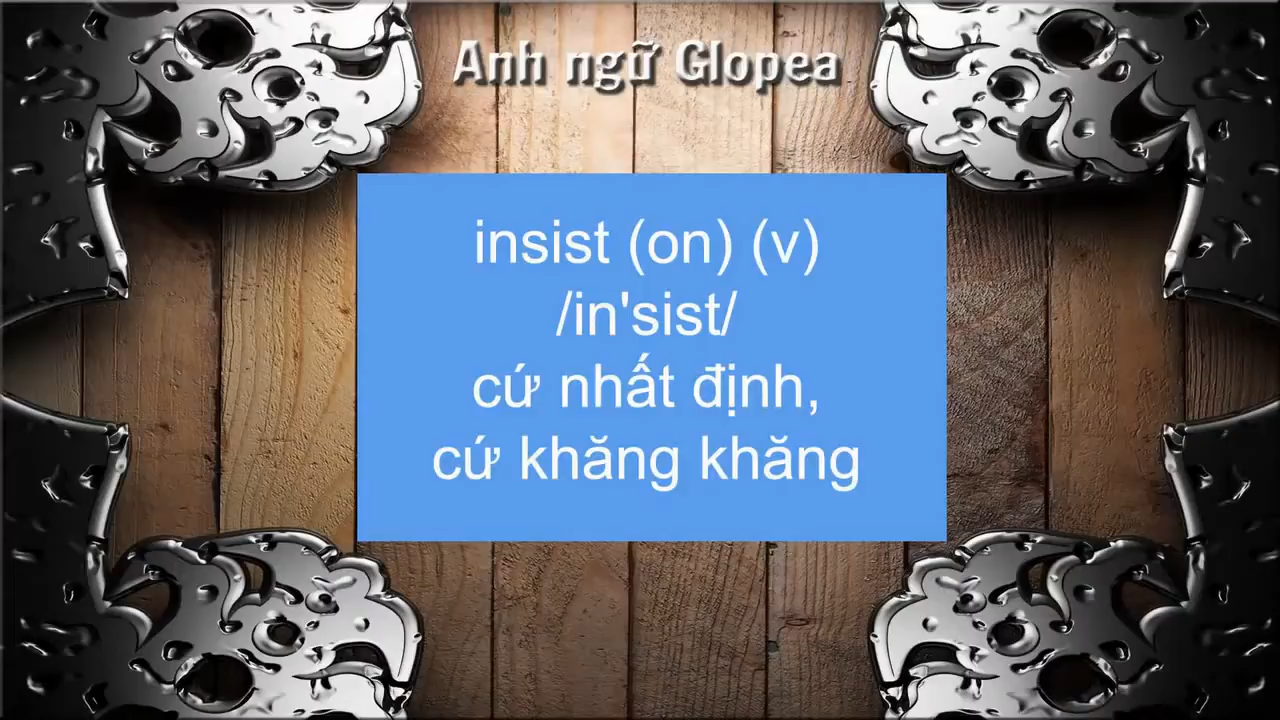 Anh ngữ Glopea
insist (on) (v)
/in'sist/
cứ nhất định,
cứ khăng khăng